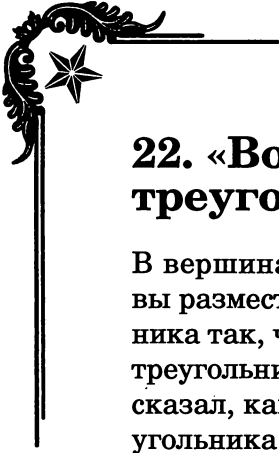 22. «Во
треуго
В вершина
вы размест
ника так, ч
треугольни
сказал, ка
угольника